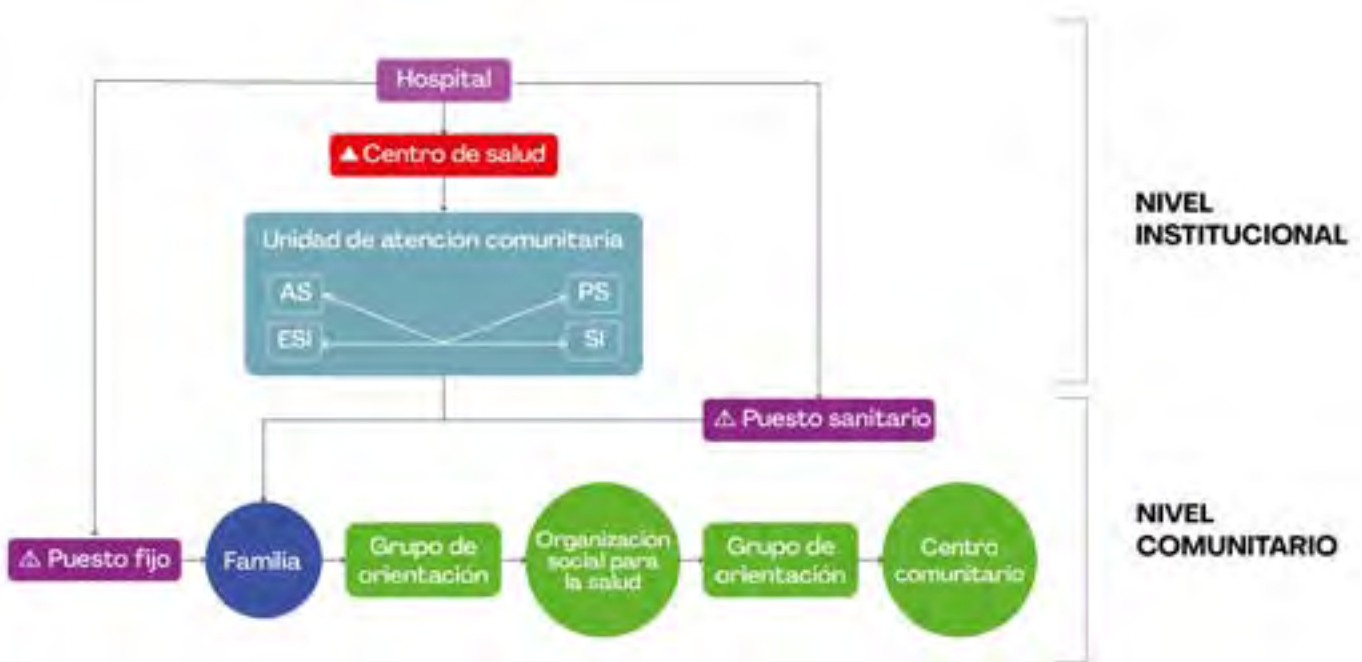 Hospital
Centro de salud
Unidad de atención comunitaria
AS
PS
ESI
SI
NIVEL
INSTITUCIONAL
Puesto sanitario
Puesto fijo
Familia
Grupo de
orientación
Organización
social para
la salud
Grupo de
orientación
Centro
comunitario
NIVEL
COMUNITARIO